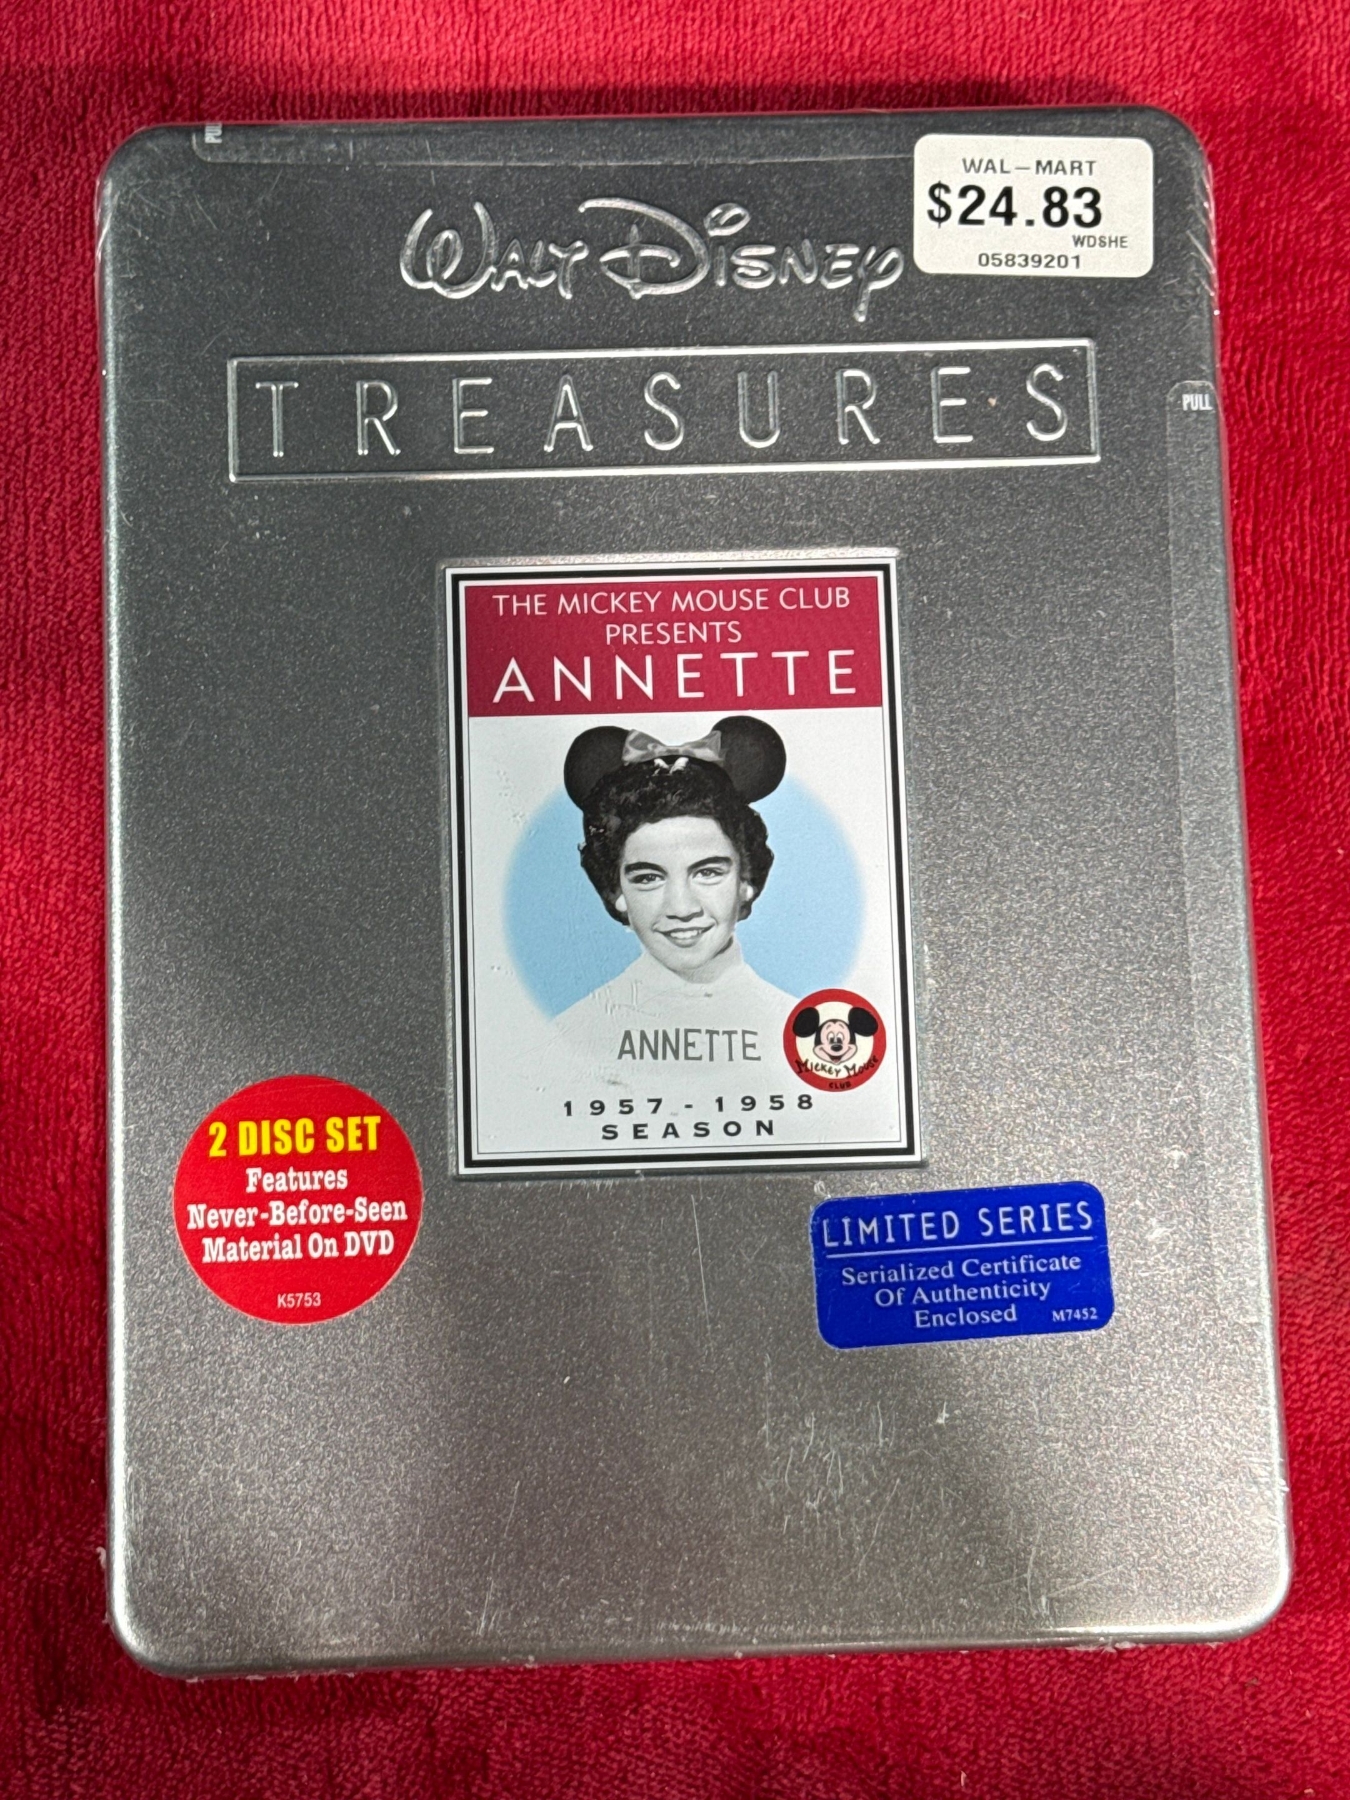 PULL
WAL-MART
$24.83
WDSHE
05839201
WALT DISNEY
TREASURES
PULL
THE MICKEY MOUSE CLUB
PRESENTS
ANNETTE
ANNETTE
MICKEY MOUSE
CLUB
1957-1958
SEASON
2 DISC SET
Features
Never-Before-Seen
Material On DVD
K5753
LIMITED SERIES
Serialized Certificate
Of Authenticity
Enclosed M7452